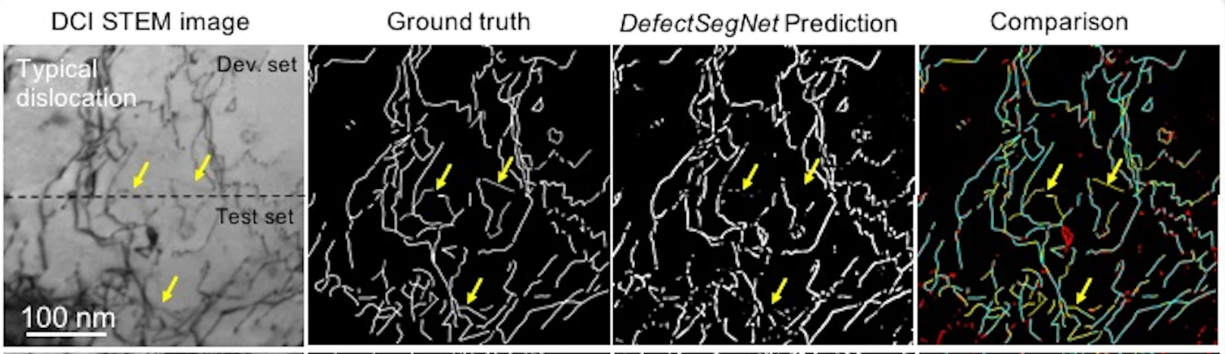 DCI STEM image
Ground truth
DefectSegNet Prediction
Comparison
Typical
dislocation
Dev. set
Test set
100 nm